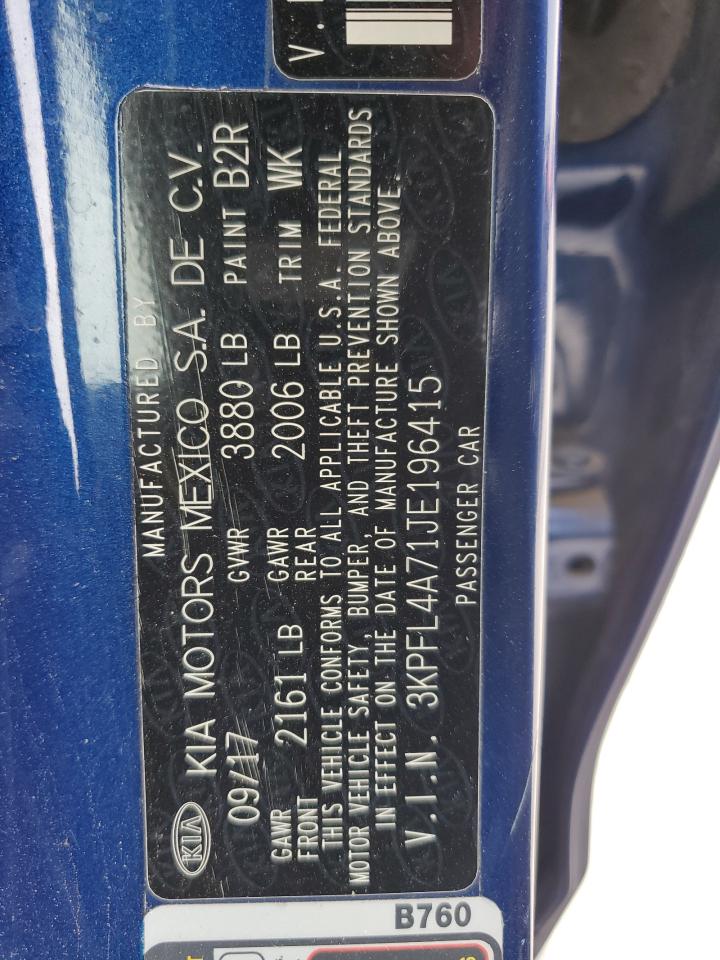 V.
MANUFACTURED BY
KIA KIA MOTORS MEXICO S.A. DE C.V.
09/17 GVWR 3880 LB PAINT B2R
GAWR FRONT 2161 LB GAWR REAR 2006 LB TRIM WK
THIS VEHICLE CONFORMS TO ALL APPLICABLE U.S.A. FEDERAL
MOTOR VEHICLE SAFETY, BUMPER, AND THEFT PREVENTION STANDARDS
IN EFFECT ON THE DATE OF MANUFACTURE SHOWN ABOVE.
V.I.N. 3KPFL4A71JE196415
PASSENGER CAR
B760